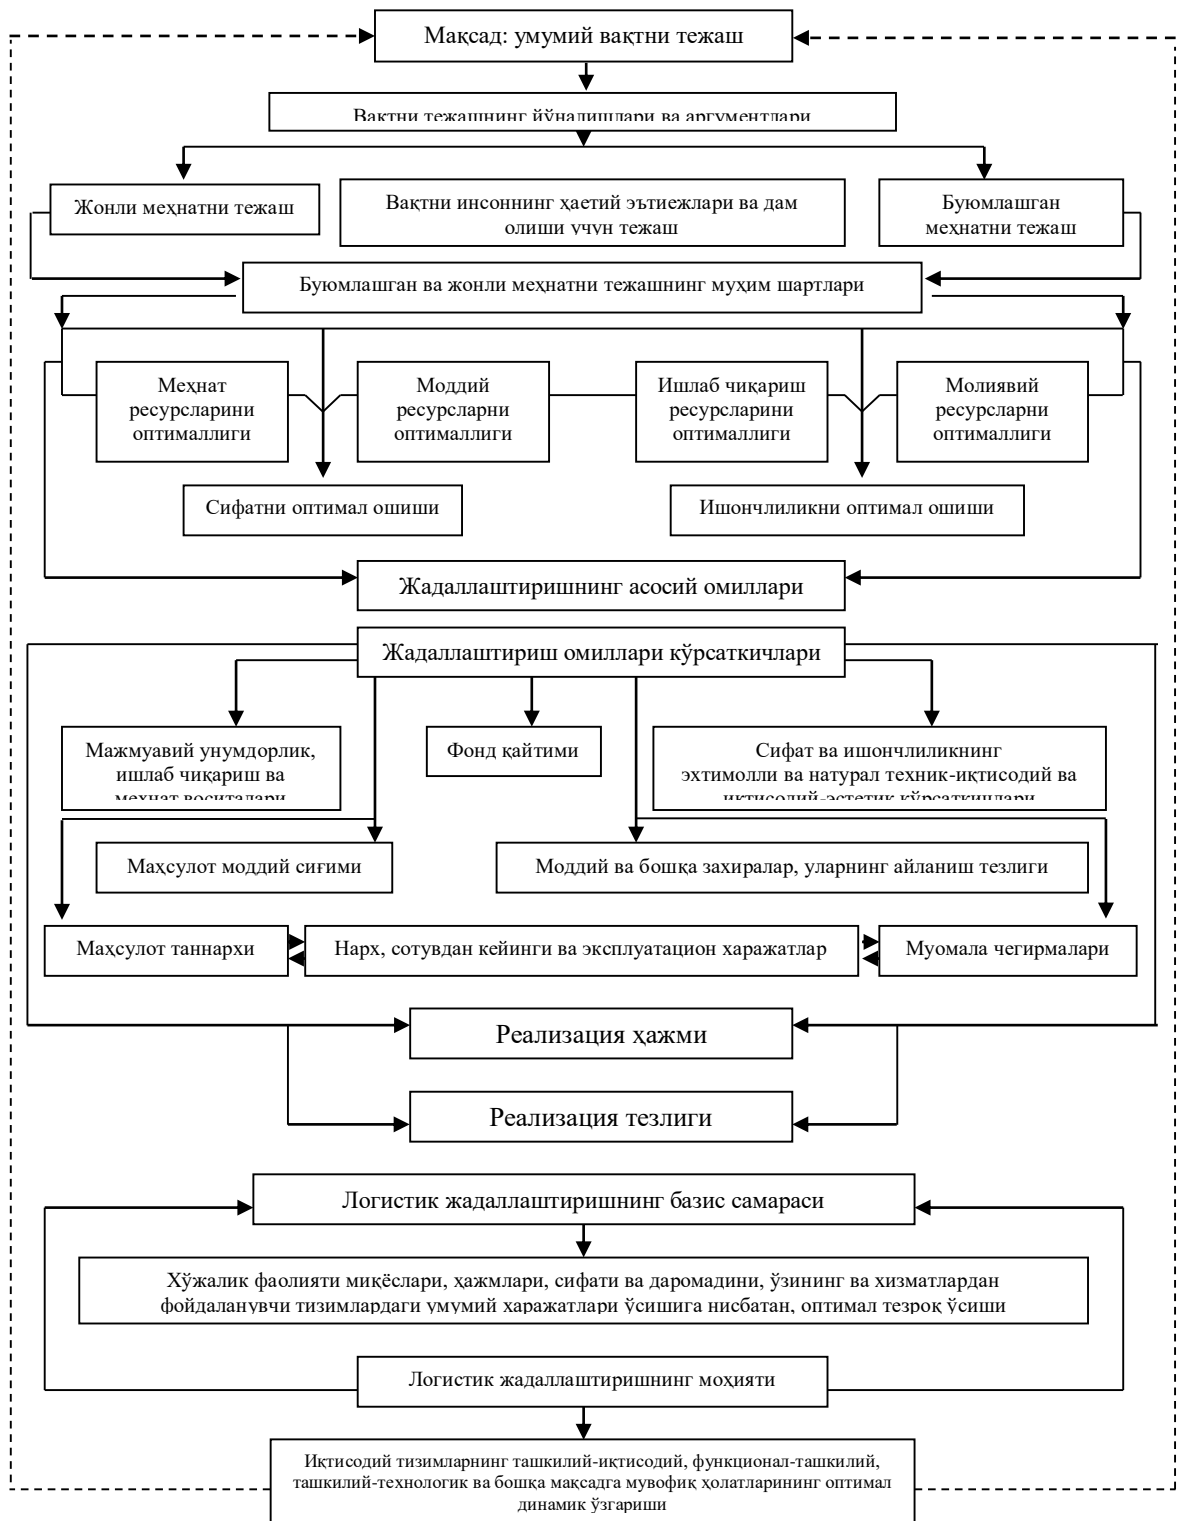 Мақсад: умумий вақтни тежаш
Вақтни тежашнинг йўналишлари ва аргументлари
Жонли меҳнатни тежаш
Вақтни инсоннинг ҳаетий эътиежлари ва дам
олиши учун тежаш
Буюмлашган
меҳнатни тежаш
Буюмлашган ва жонли меҳнатни тежашнинг муҳим шартлари
Меҳнат
ресурсларини
оптималлиги
Моддий
ресурсларни
оптималлиги
Ишлаб чиқариш
ресурсларини
оптималлиги
Молиявий
ресурсларни
оптималлиги
Сифатни оптимал ошиши
Ишончлиликни оптимал ошиши
Жадаллаштиришнинг асосий омиллари
Жадаллаштириш омиллари кўрсаткичлари
Мажмуавий унумдорлик,
ишлаб чиқариш ва
меҳнат воситалари
Фонд қайтими
Сифат ва ишончлиликнинг
эхтимолли ва натурал техник-иқтисодий ва
иқтисодий-эстетик кўрсаткичлари
Маҳсулот моддий сиғими
Моддий ва бошқа захиралар, уларнинг айланиш тезлиги
Маҳсулот таннархи
Нарх, сотувдан кейинги ва эксплуатацион харажатлар
Муомала чегирмалари
Реализация ҳажми
Реализация тезлиги
Логистик жадаллаштиришнинг базис самараси
Хўжалик фаолияти миқёслари, ҳажмлари, сифати ва даромадини, ўзининг ва хизматлардан
фойдаланувчи тизимлардаги умумий харажатлари ўсишига нисбатан, оптимал тезроқ ўсиши
Логистик жадаллаштиришнинг моҳияти
Иқтисодий тизимларнинг ташкилий-иқтисодий, функционал-ташкилий,
ташкилий-технологик ва бошқа мақсадга мувофиқ ҳолатларининг оптимал
динамик ўзгариши